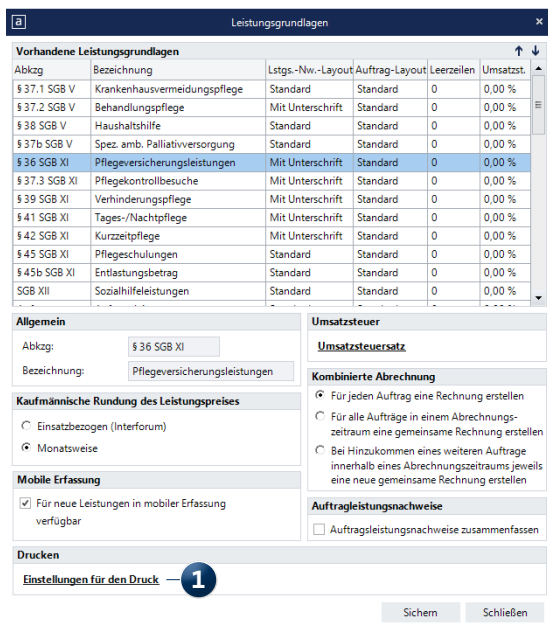 a Leistungsgrundlagen ×
Vorhandene Leistungsgrundlagen
Abkzg Bezeichnung Lstgs.-Nw.-Layout Auftrag-Layout Leerzeilen Umsatzst.
§ 37.1 SGB V Krankenhausvermeidungspflege Standard Standard 0 0,00 %
§ 37.2 SGB V Behandlungspflege Mit Unterschrift Standard 0 0,00 %
§ 38 SGB V Haushaltshilfe Standard Standard 0 0,00 %
§ 37b SGB V Spez. amb. Palliativversorgung Standard Standard 0 0,00 %
§ 36 SGB XI Pflegeversicherungsleistungen Mit Unterschrift Standard 0 0,00 %
§ 37.3 SGB XI Pflegekontrollbesuche Mit Unterschrift Standard 0 0,00 %
§ 39 SGB XI Verhinderungspflege Mit Unterschrift Standard 0 0,00 %
§ 41 SGB XI Tages-/Nachtpflege Mit Unterschrift Standard 0 0,00 %
§ 42 SGB XI Kurzzeitpflege Mit Unterschrift Standard 0 0,00 %
§ 45 SGB XI Pflegeschulungen Standard Standard 0 0,00 %
§ 45b SGB XI Entlastungsbetrag Standard Standard 0 0,00 %
SGB XII Sozialhilfeleistungen Standard Standard 0 0,00 %
Allgemein
Abkzg: § 36 SGB XI
Bezeichnung: Pflegeversicherungsleistungen
Kaufmännische Rundung des Leistungspreises
Einsatzbezogen (Interforum)
Monatsweise
Mobile Erfassung
Für neue Leistungen in mobiler Erfassung
verfügbar
Umsatzsteuer
Umsatzsteuersatz
Kombinierte Abrechnung
Für jeden Auftrag eine Rechnung erstellen
Für alle Aufträge in einem Abrechnungs-
zeitraum eine gemeinsame Rechnung erstellen
Bei Hinzukommen eines weiteren Auftrage
innerhalb eines Abrechnungszeitraums jeweils
eine neue gemeinsame Rechnung erstellen
Auftragleistungsnachweise
Auftragsleistungsnachweise zusammenfassen
Drucken
Einstellungen für den Druck 1
Sichern Schließen